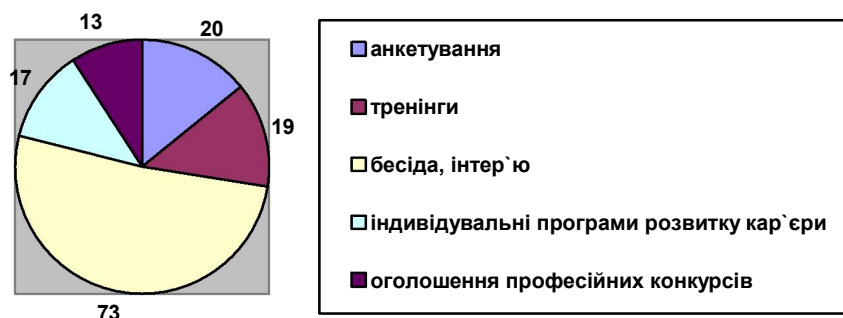 13
20
17
19
73
анкетування
тренінги
бесіда, інтер`ю
індивідувальні програми розвитку кар`єри
оголошення професійних конкурсів